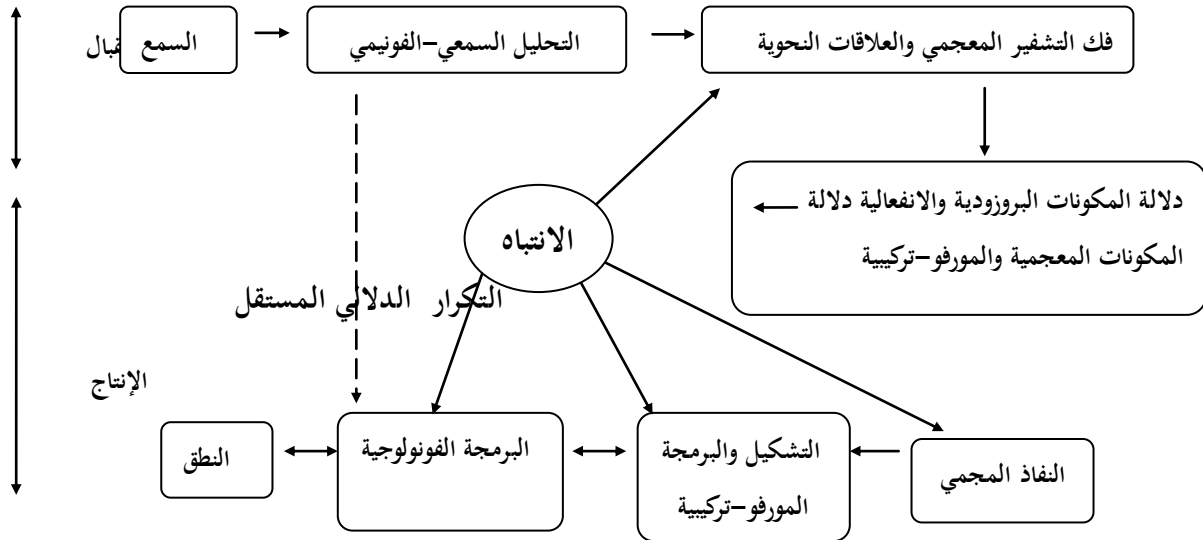 السمع
التحليل السمعي-الفونيمي
فك التشفير المعجمي والعلاقات النحوية
قبال
دلالة المكونات البروزودية والانفعالية دلالة
المكونات المعجمية والمورفو-تركيبية
الانتباه
التكرار الدلالي المستقل
الإنتاج
النطق
البرمجة الفونولوجية
التشكيل والبرمجة
المورفو-تركيبية
النفاذ المجمي